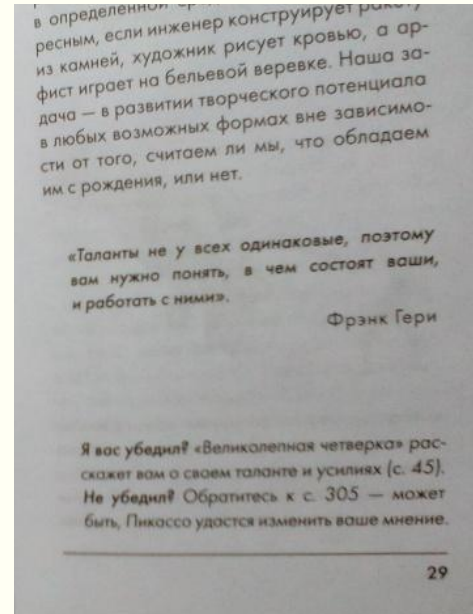 в определенной
ресным, если инженер конструирует ракету
из камней, художник рисует кровью, а ар-
фист играет на бельевой веревке. Наша за-
дача — в развитии творческого потенциала
в любых возможных формах вне зависимо-
сти от того, считаем ли мы, что обладаем
им с рождения, или нет.
«Таланты не у всех одинаковые, поэтому
вам нужно понять, в чем состоят ваши,
и работать с ними».
Фрэнк Гери
Я вас убедил? «Великолепная четверка» рас-
скажет вам о своем таланте и усилиях (с. 45).
Не убедил? Обратитесь к с. 305 — может
быть, Пикассо удастся изменить ваше мнение.
29